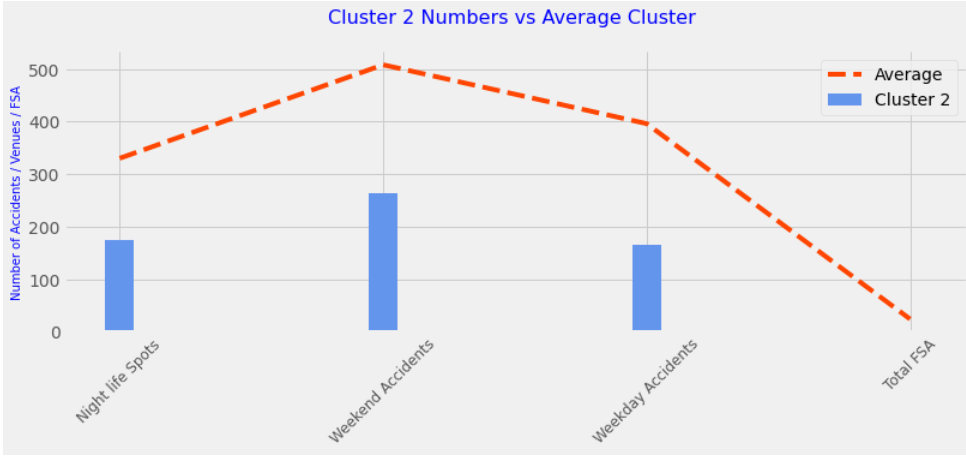 Cluster 2 Numbers vs Average Cluster
Number of Accidents / Venues / FSA
500
400
300
200
100
0
Average
Cluster 2
Night life Spots
Weekend Accidents
Weekday Accidents
Total FSA